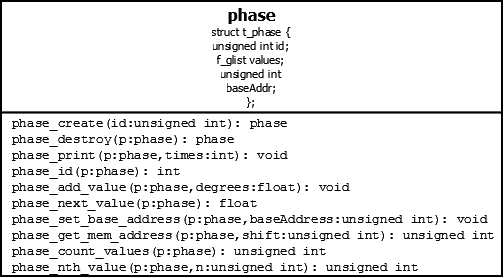 phase
struct t_phase {
unsigned int id;
f_glist values;
unsigned int
baseAddr;
};
phase_create(id:unsigned int): phase
phase_destroy(p:phase): phase
phase_print(p:phase,times:int): void
phase_id(p:phase): int
phase_add_value(p:phase,degrees:float): void
phase_next_value(p:phase): float
phase_set_base_address(p:phase,baseAddress:unsigned int): void
phase_get_mem_address(p:phase,shift:unsigned int): unsigned int
phase_count_values(p:phase): unsigned int
phase_nth_value(p:phase,n:unsigned int): unsigned int